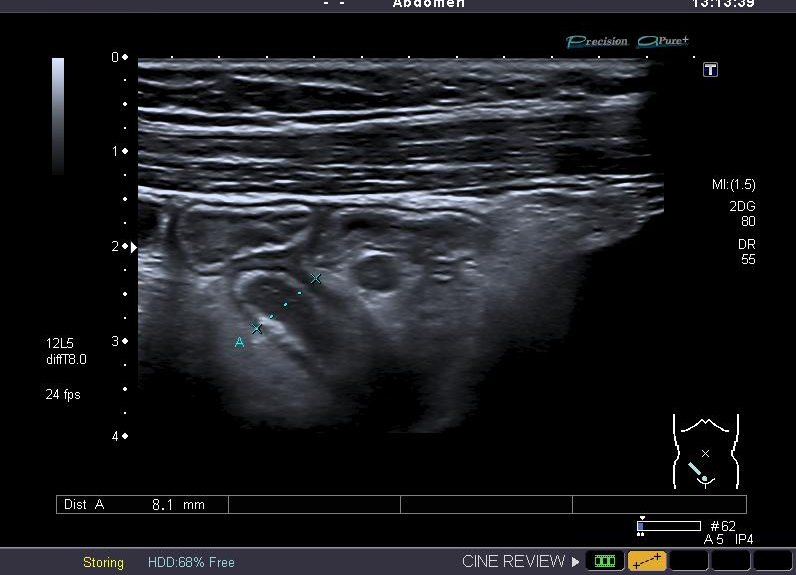 - - Abdomen 13:13:39
Precision APure+
T
0
1
2
3
4
MI:(1.5)
2DG
80
DR
55
12L5
diffT8.0
24 fps
A
Dist A 8.1 mm
#62
A 5 IP4
Storing HDD:68% Free CINE REVIEW